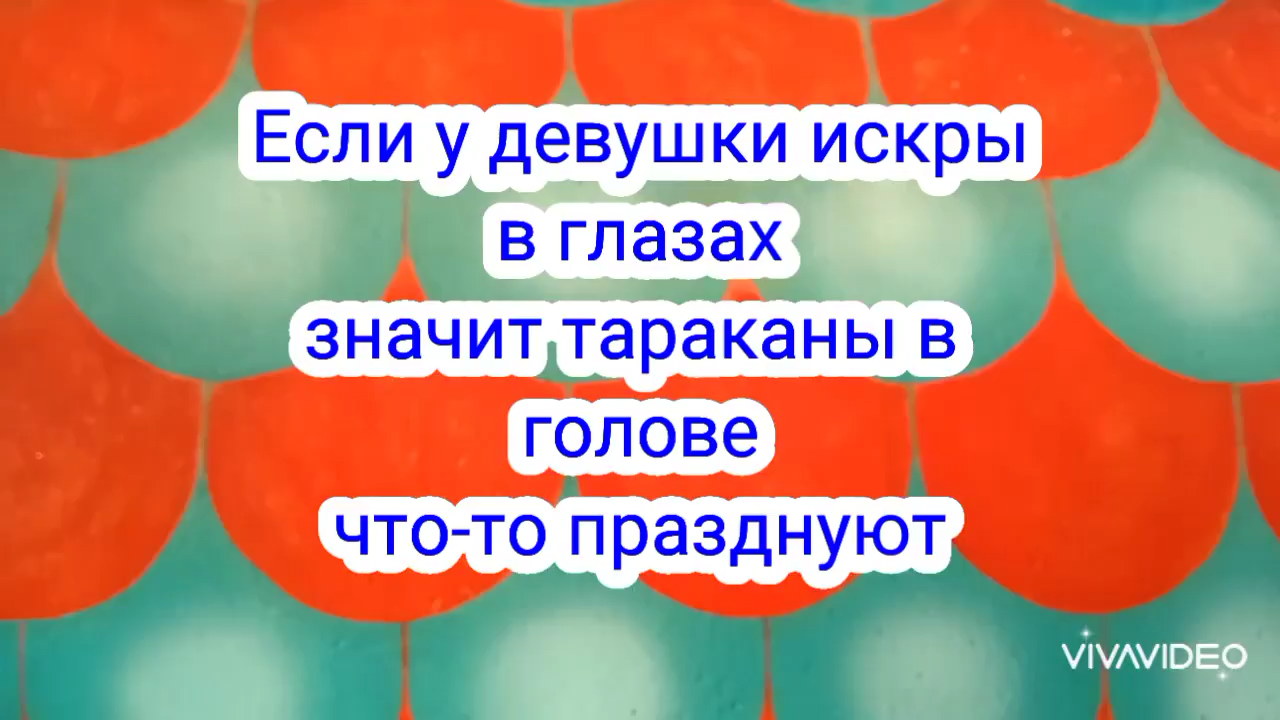 Если у девушки искры
в глазах
значит тараканы в
голове
что-то празднуют
VIVAVIDEO